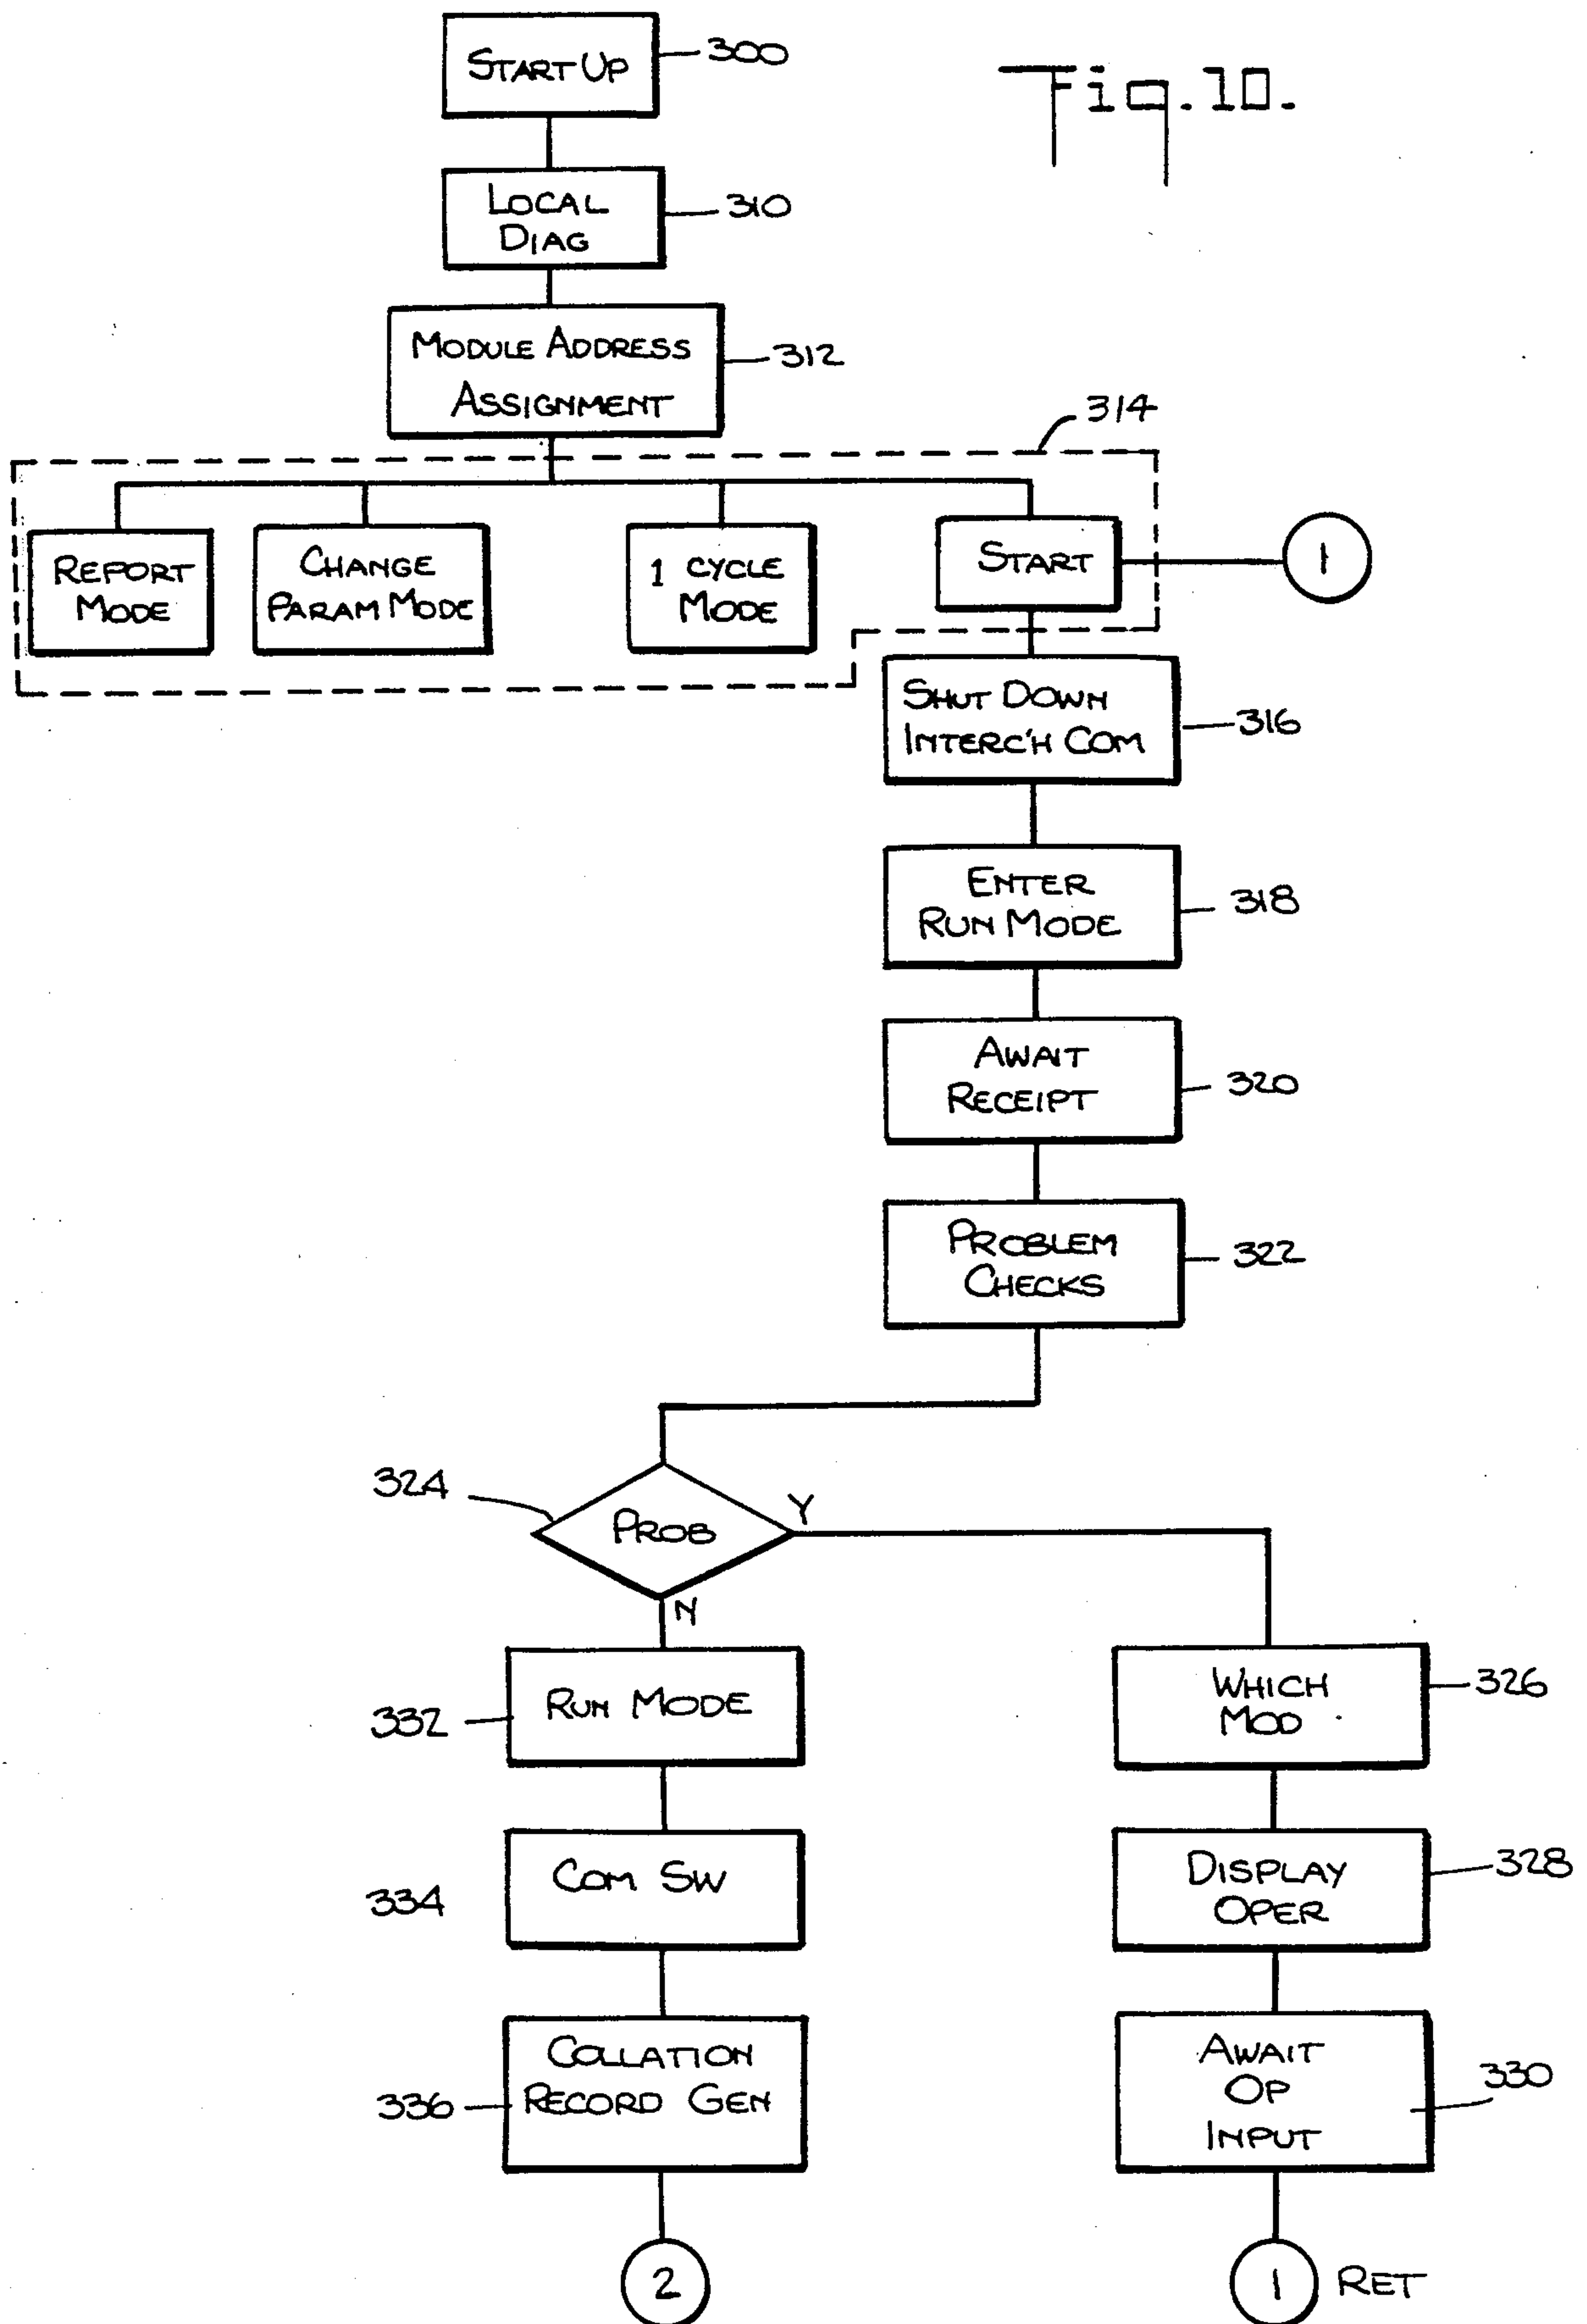 START UP
300
Fig. 10.
LOCAL
DIAG
310
MODULE ADDRESS
ASSIGNMENT
312
314
REPORT
MODE
CHANGE
PARAM MODE
1 CYCLE
MODE
START
1
SHUT DOWN
INTERC'H COM
316
ENTER
RUN MODE
318
AWAIT
RECEIPT
320
PROBLEM
CHECKS
322
324
PROB
Y
N
RUN MODE
332
WHICH
MOD
326
COM SW
334
DISPLAY
OPER
328
COLLATION
RECORD GEN
336
AWAIT
OP
INPUT
330
2
1
RET